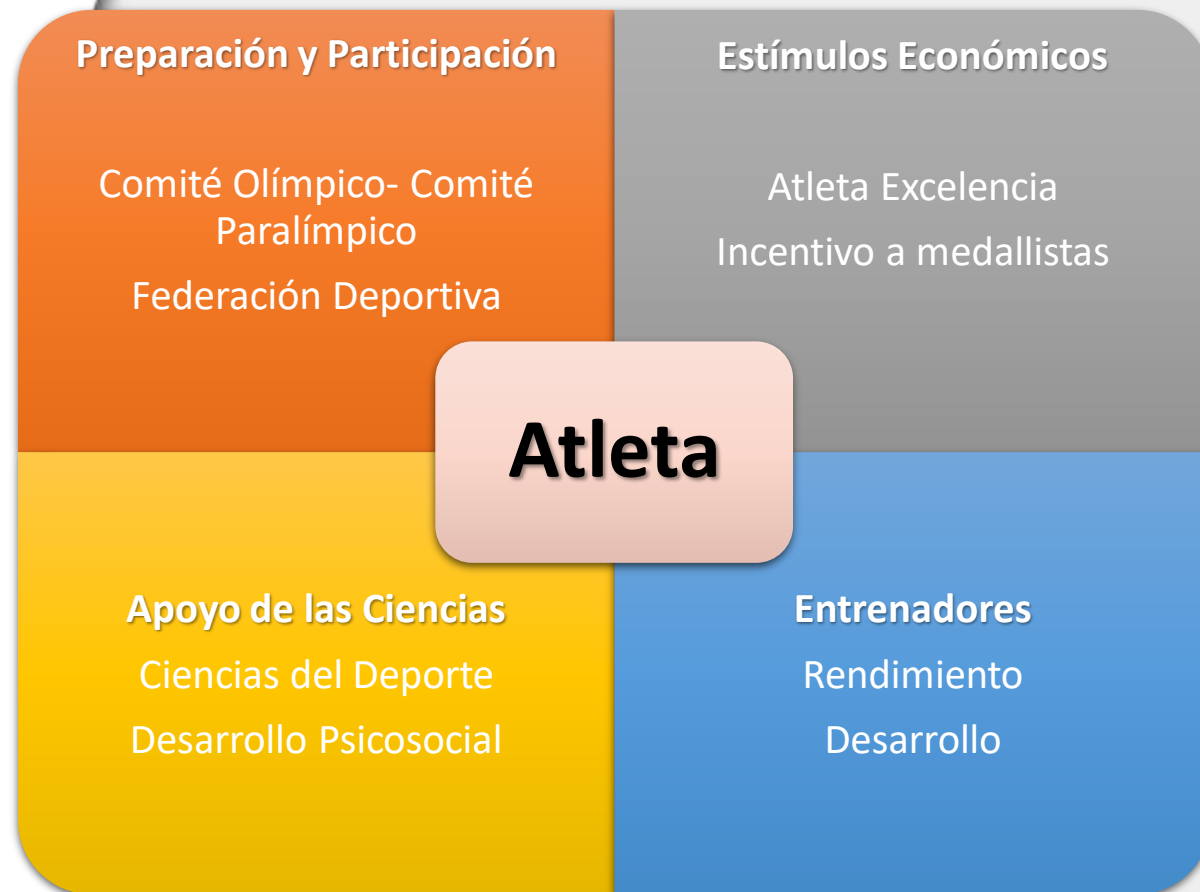 Preparación y Participación
Comité Olímpico- Comité
Paralímpico
Federación Deportiva
Estímulos Económicos
Atleta Excelencia
Incentivo a medallistas
Atleta
Apoyo de las Ciencias
Ciencias del Deporte
Desarrollo Psicosocial
Entrenadores
Rendimiento
Desarrollo